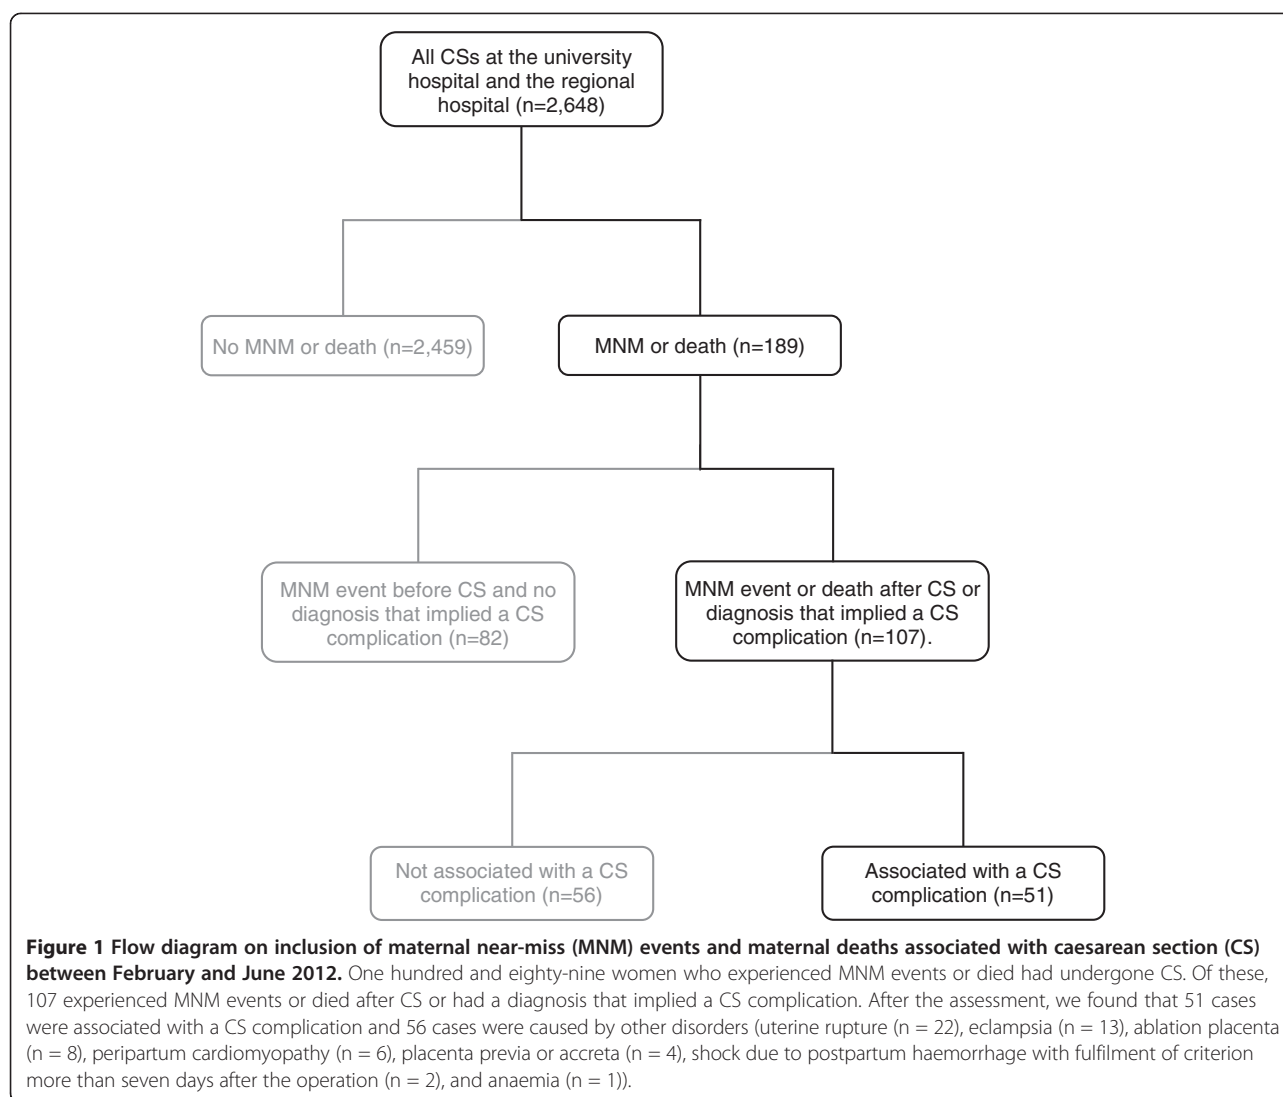 All CSs at the university
hospital and the regional
hospital (n=2,648)
No MNM or death (n=2,459)
MNM or death (n=189)
MNM event before CS and no
diagnosis that implied a CS
complication (n=82)
MNM event or death after CS or
diagnosis that implied a CS
complication (n=107).
Not associated with a CS
complication (n=56)
Associated with a CS
complication (n=51)
Figure 1 Flow diagram on inclusion of maternal near-miss (MNM) events and maternal deaths associated with caesarean section (CS)
between February and June 2012. One hundred and eighty-nine women who experienced MNM events or died had undergone CS. Of these,
107 experienced MNM events or died after CS or had a diagnosis that implied a CS complication. After the assessment, we found that 51 cases
were associated with a CS complication and 56 cases were caused by other disorders (uterine rupture (n = 22), eclampsia (n = 13), ablation placenta
(n = 8), peripartum cardiomyopathy (n = 6), placenta previa or accreta (n = 4), shock due to postpartum haemorrhage with fulfilment of criterion
more than seven days after the operation (n = 2), and anaemia (n = 1)).